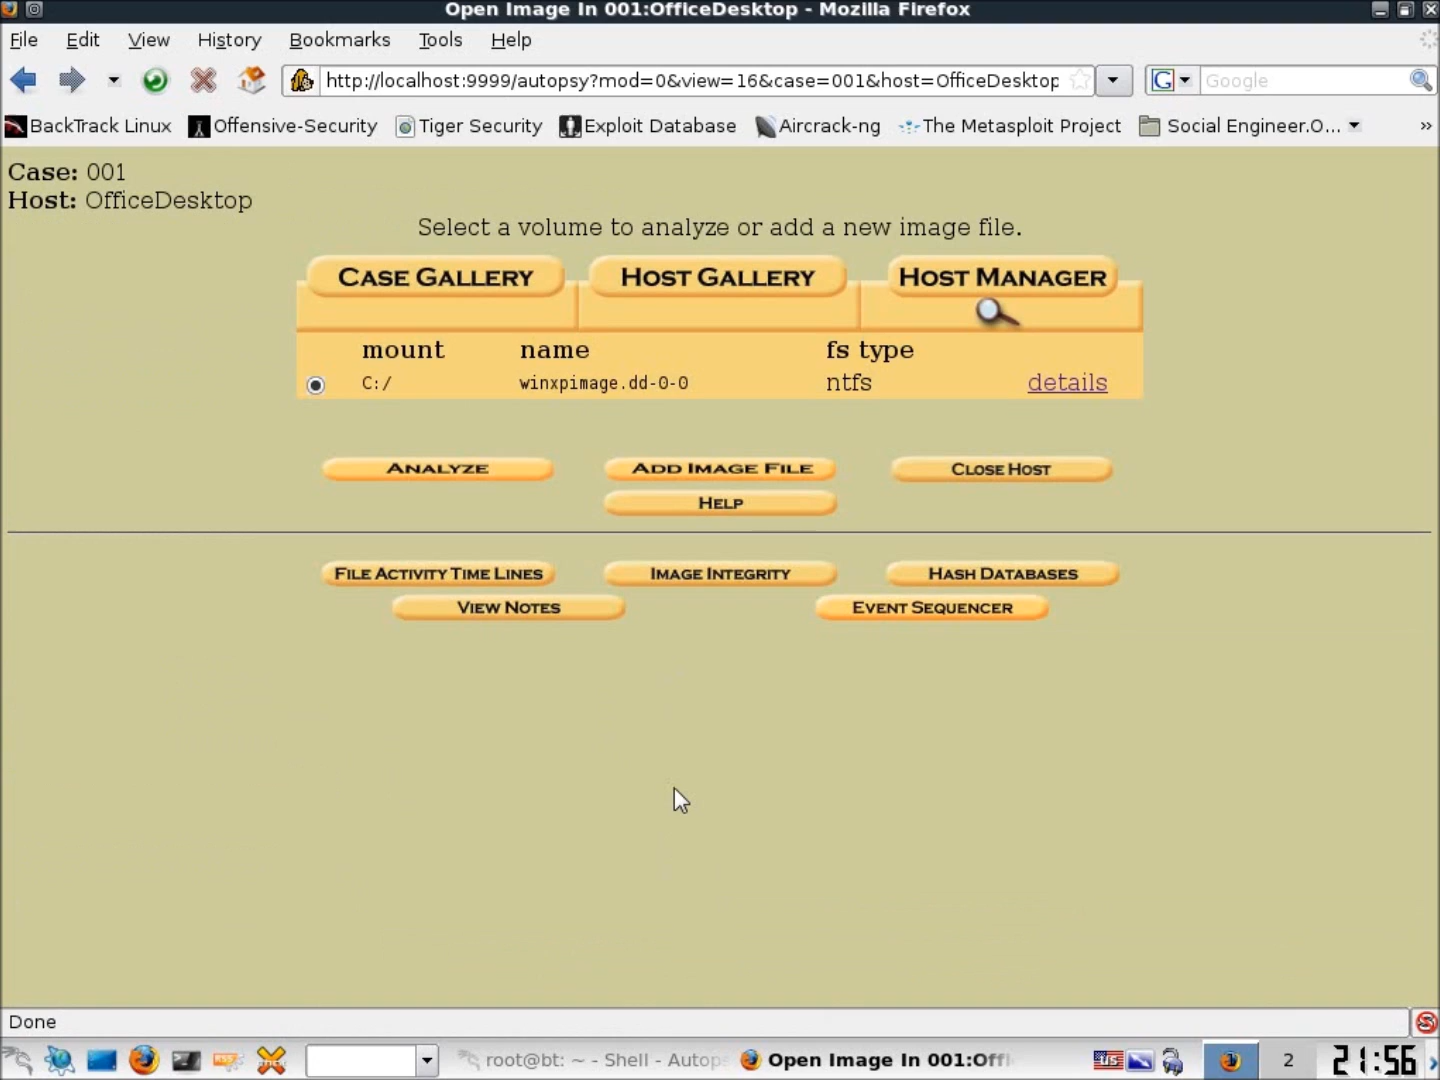 Open Image In 001:OfficeDesktop - Mozilla Firefox
File Edit View History Bookmarks Tools Help
http://localhost:9999/autopsy?mod=0&view=16&case=001&host=OfficeDesktop
G Google
BackTrack Linux Offensive-Security Tiger Security Exploit Database Aircrack-ng The Metasploit Project Social Engineer.O... »
Case: 001
Host: OfficeDesktop
Select a volume to analyze or add a new image file.
CASE GALLERY HOST GALLERY HOST MANAGER
mount name fs type
C:/ winxpimage.dd-0-0 ntfs details
ANALYZE ADD IMAGE FILE CLOSE HOST
HELP
FILE ACTIVITY TIME LINES IMAGE INTEGRITY HASH DATABASES
VIEW NOTES EVENT SEQUENCER
Done
root@bt: ~ - Shell - Autops Open Image In 001:Offi US 2 21:56